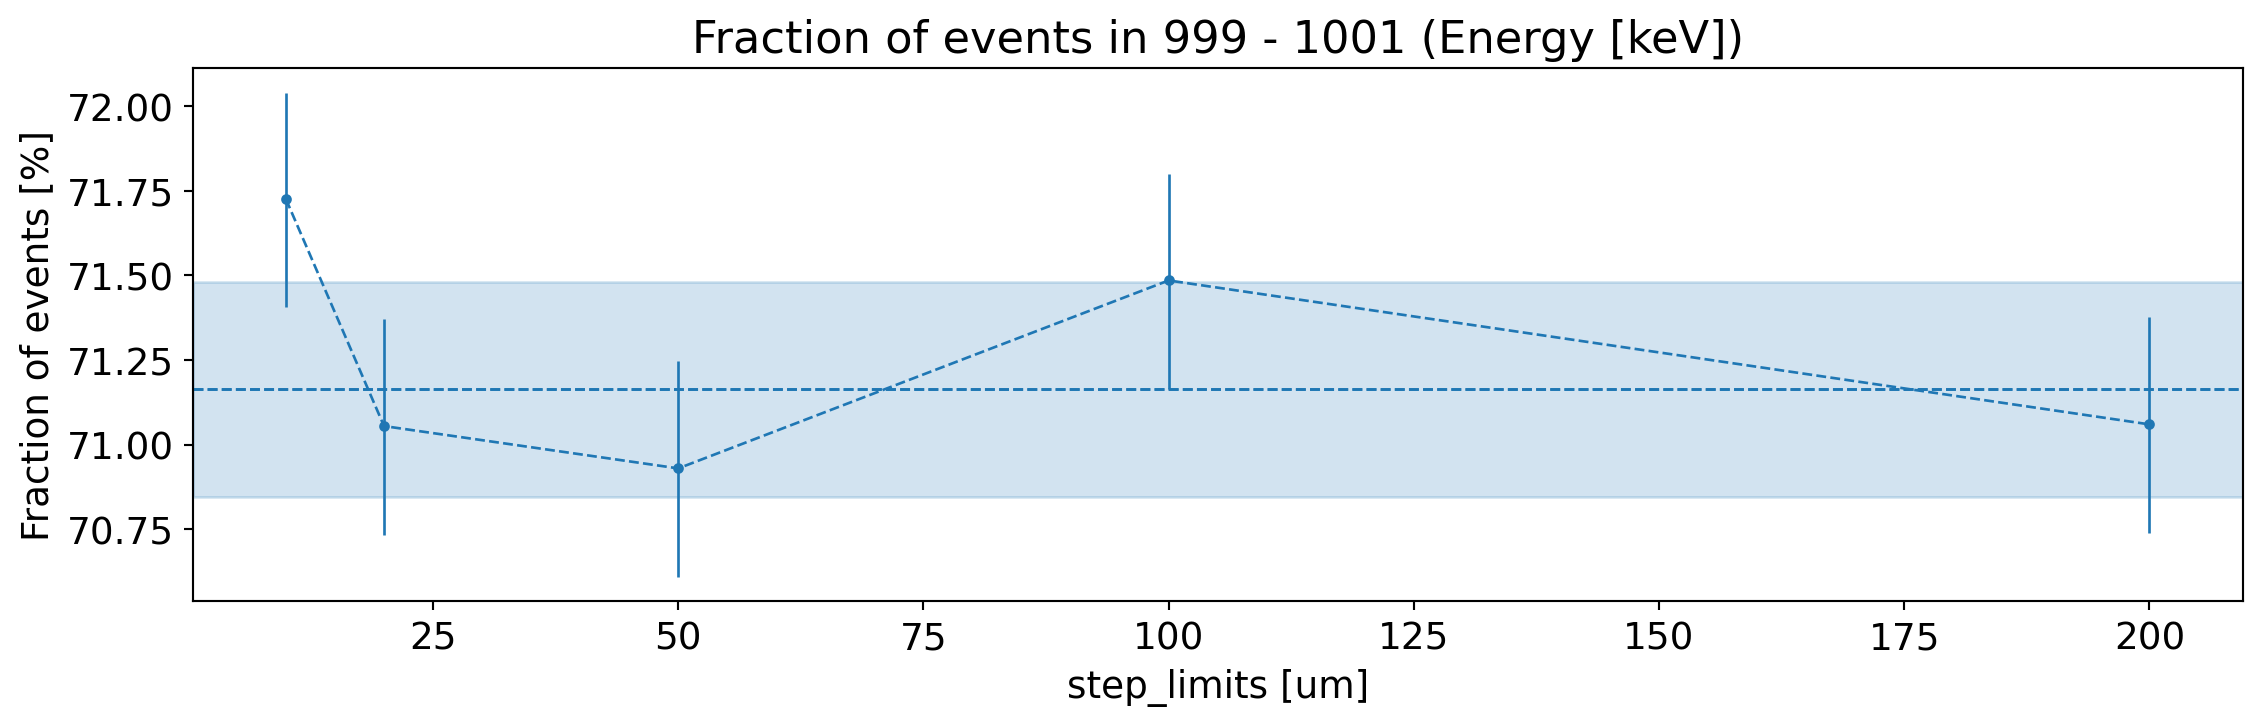 Fraction of events in 999 - 1001 (Energy [keV])
Fraction of events [%]
72.00
71.75
71.50
71.25
71.00
70.75
25 50 75 100 125 150 175 200
step_limits [um]